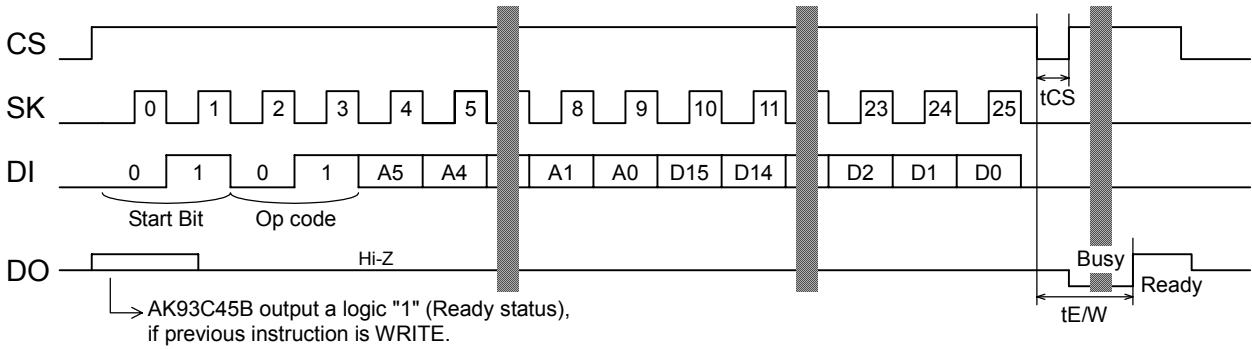 CS
tCS
SK 0 1 2 3 4 5 8 9 10 11 23 24 25
DI 0 1 0 1 A5 A4 A1 A0 D15 D14 D2 D1 D0
Start Bit Op code
DO Hi-Z Busy
Ready
AK93C45B output a logic "1" (Ready status),
if previous instruction is WRITE.
tE/W